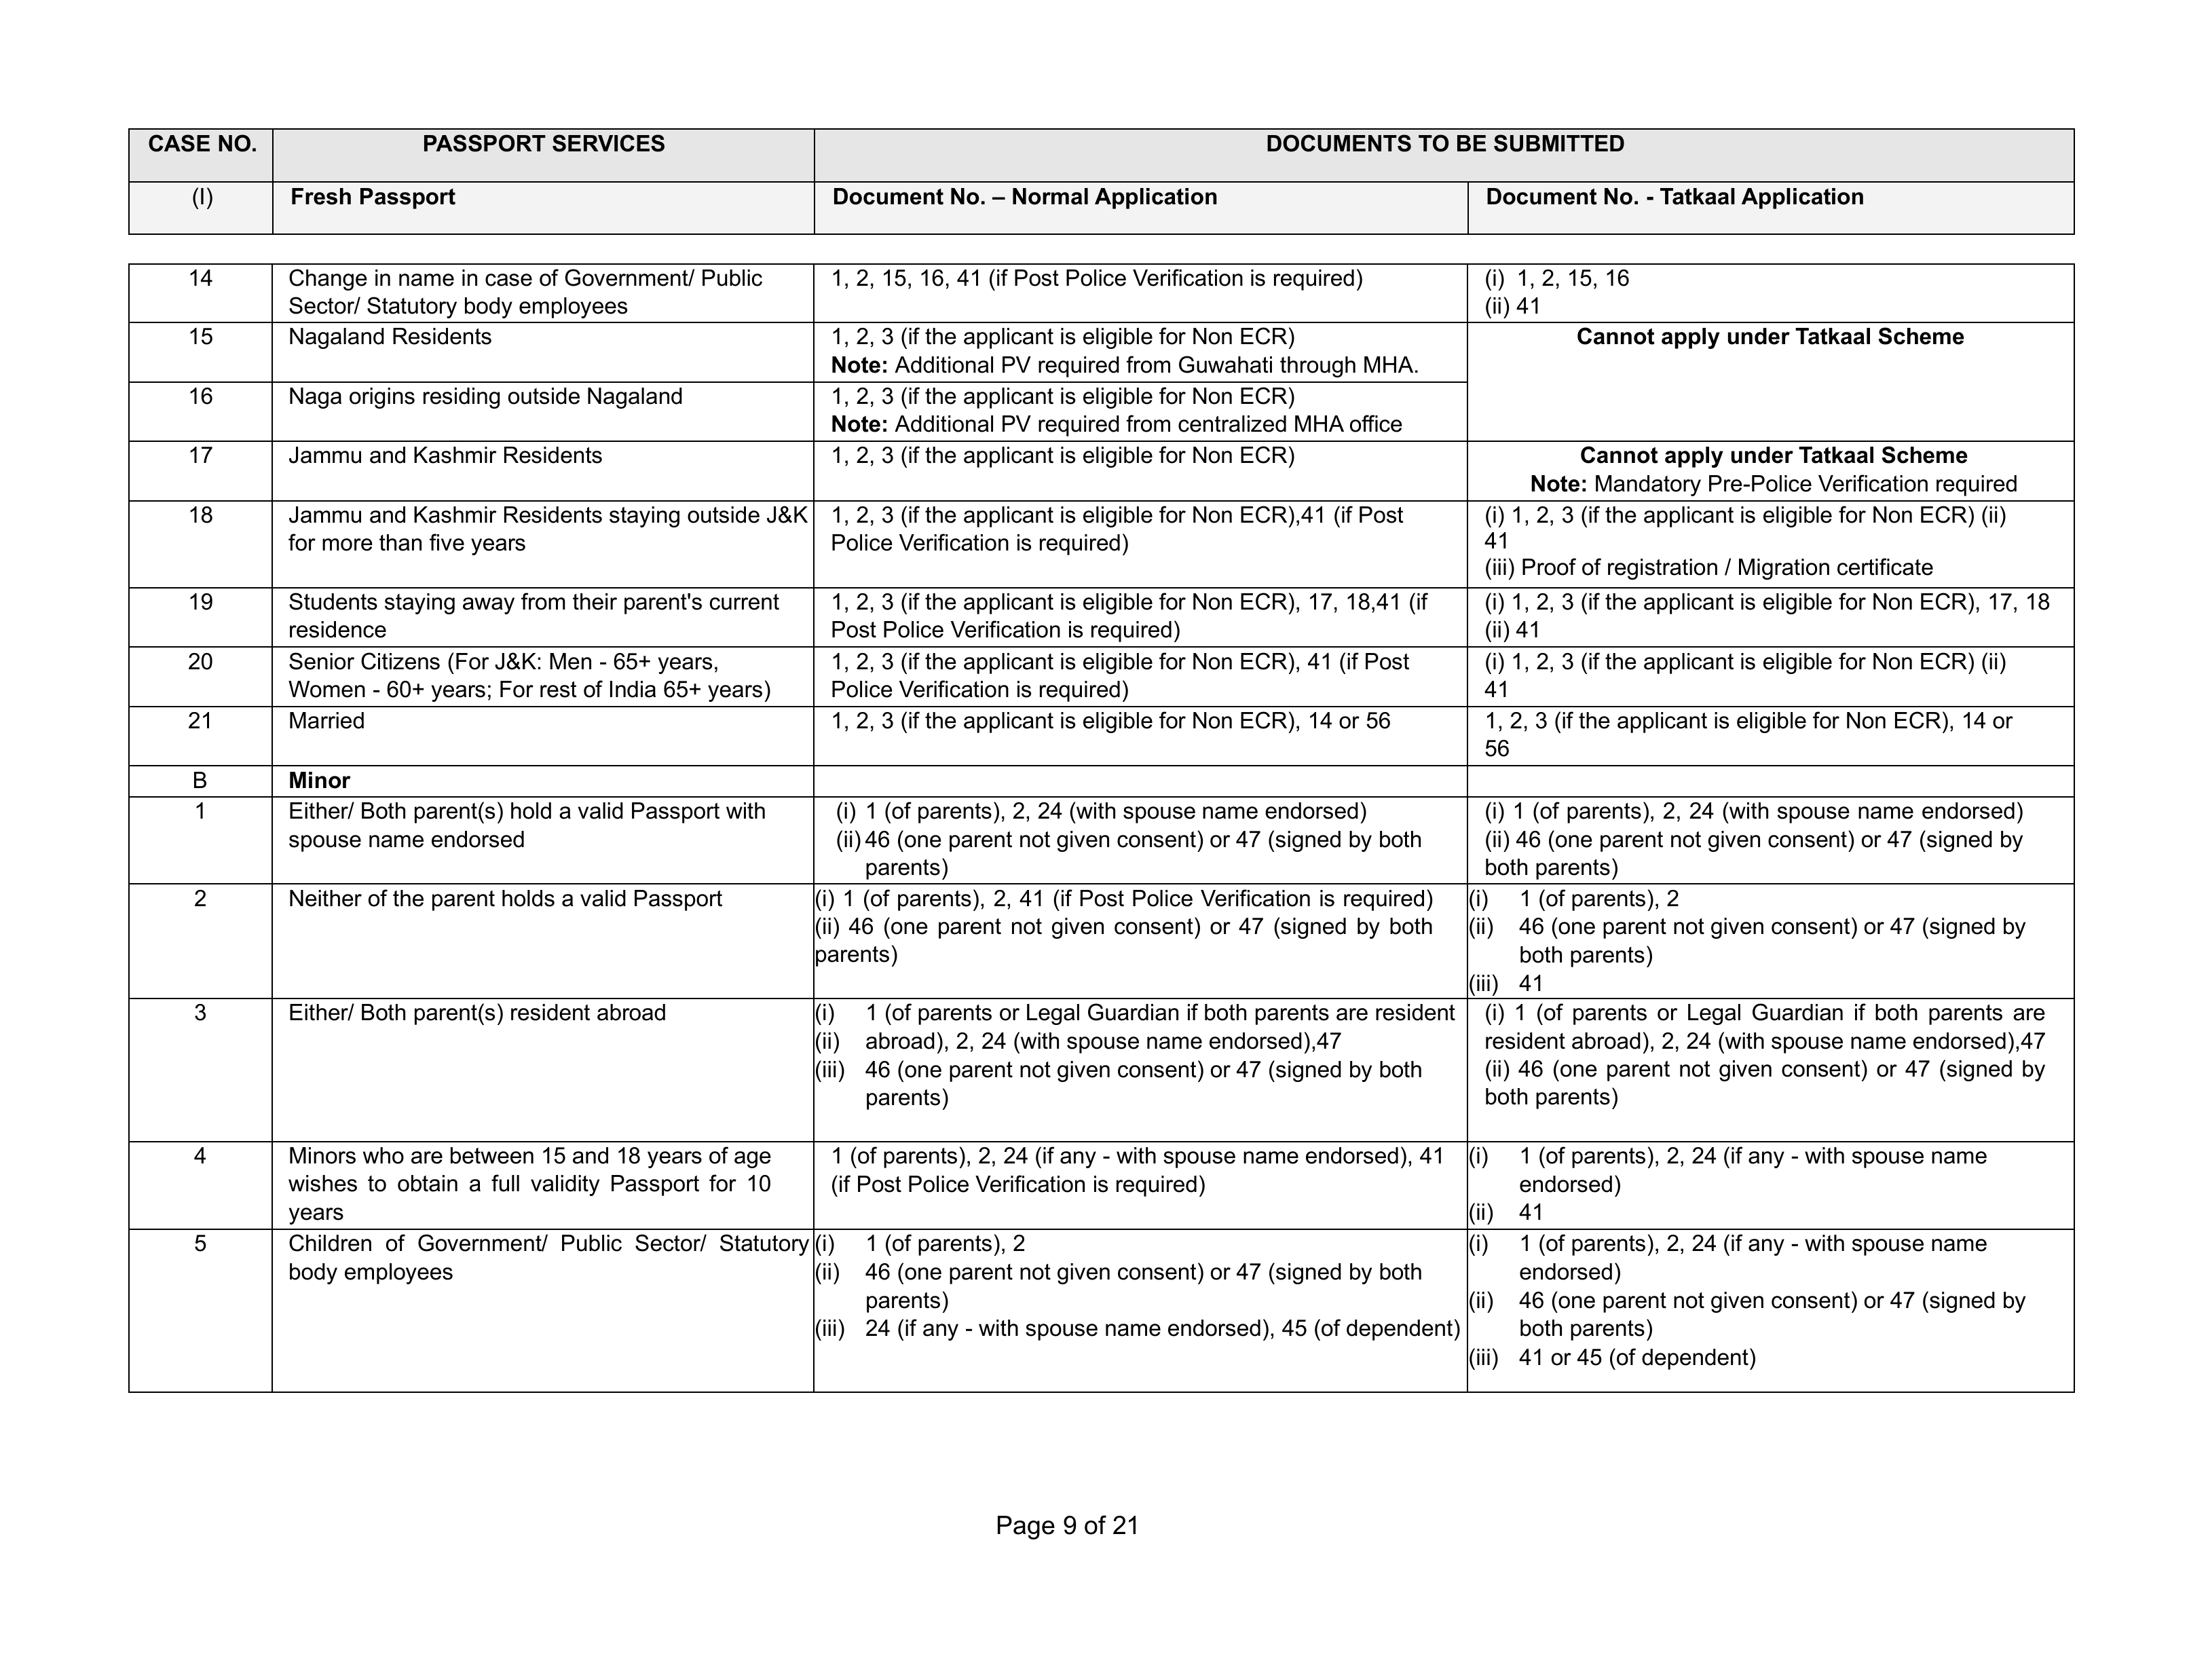 CASE NO.
PASSPORT SERVICES
DOCUMENTS TO BE SUBMITTED
(I)
Fresh Passport
Document No. – Normal Application
Document No. - Tatkaal Application
14
Change in name in case of Government/ Public
Sector/ Statutory body employees
1, 2, 15, 16, 41 (if Post Police Verification is required)
(i) 1, 2, 15, 16
(ii) 41
15
Nagaland Residents
1, 2, 3 (if the applicant is eligible for Non ECR)
Note: Additional PV required from Guwahati through MHA.
Cannot apply under Tatkaal Scheme
16
Naga origins residing outside Nagaland
1, 2, 3 (if the applicant is eligible for Non ECR)
Note: Additional PV required from centralized MHA office
17
Jammu and Kashmir Residents
1, 2, 3 (if the applicant is eligible for Non ECR)
Cannot apply under Tatkaal Scheme
Note: Mandatory Pre-Police Verification required
18
Jammu and Kashmir Residents staying outside J&K
for more than five years
1, 2, 3 (if the applicant is eligible for Non ECR),41 (if Post
Police Verification is required)
(i) 1, 2, 3 (if the applicant is eligible for Non ECR) (ii)
41
(iii) Proof of registration / Migration certificate
19
Students staying away from their parent's current
residence
1, 2, 3 (if the applicant is eligible for Non ECR), 17, 18,41 (if
Post Police Verification is required)
(i) 1, 2, 3 (if the applicant is eligible for Non ECR), 17, 18
(ii) 41
20
Senior Citizens (For J&K: Men - 65+ years,
Women - 60+ years; For rest of India 65+ years)
1, 2, 3 (if the applicant is eligible for Non ECR), 41 (if Post
Police Verification is required)
(i) 1, 2, 3 (if the applicant is eligible for Non ECR) (ii)
41
21
Married
1, 2, 3 (if the applicant is eligible for Non ECR), 14 or 56
1, 2, 3 (if the applicant is eligible for Non ECR), 14 or
56
B
Minor
1
Either/ Both parent(s) hold a valid Passport with
spouse name endorsed
(i) 1 (of parents), 2, 24 (with spouse name endorsed)
(ii) 46 (one parent not given consent) or 47 (signed by both
parents)
(i) 1 (of parents), 2, 24 (with spouse name endorsed)
(ii) 46 (one parent not given consent) or 47 (signed by
both parents)
2
Neither of the parent holds a valid Passport
(i) 1 (of parents), 2, 41 (if Post Police Verification is required)
(ii) 46 (one parent not given consent) or 47 (signed by both
parents)
(i) 1 (of parents), 2
(ii) 46 (one parent not given consent) or 47 (signed by
both parents)
(iii) 41
3
Either/ Both parent(s) resident abroad
(i) 1 (of parents or Legal Guardian if both parents are resident
(ii) abroad), 2, 24 (with spouse name endorsed),47
(iii) 46 (one parent not given consent) or 47 (signed by both
parents)
(i) 1 (of parents or Legal Guardian if both parents are
resident abroad), 2, 24 (with spouse name endorsed),47
(ii) 46 (one parent not given consent) or 47 (signed by
both parents)
4
Minors who are between 15 and 18 years of age
wishes to obtain a full validity Passport for 10
years
1 (of parents), 2, 24 (if any - with spouse name endorsed), 41
(if Post Police Verification is required)
(i) 1 (of parents), 2, 24 (if any - with spouse name
endorsed)
(ii) 41
5
Children of Government/ Public Sector/ Statutory
body employees
(i) 1 (of parents), 2
(ii) 46 (one parent not given consent) or 47 (signed by both
parents)
(iii) 24 (if any - with spouse name endorsed), 45 (of dependent)
(i) 1 (of parents), 2, 24 (if any - with spouse name
endorsed)
(ii) 46 (one parent not given consent) or 47 (signed by
both parents)
(iii) 41 or 45 (of dependent)
Page 9 of 21